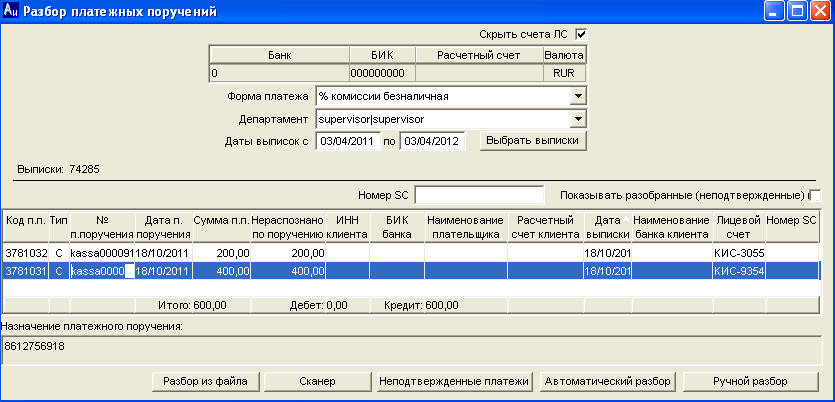 Аи Разбор платежных поручений
Скрыть счета ЛС
Банк БИК Расчетный счет Валюта
0 000000000 RUR
Форма платежа % комиссии безналичная
Департамент supervisor|supervisor
Даты выписок с 03/04/2011 по 03/04/2012 Выбрать выписки
Выписки: 74285
Номер SC Показывать разобранные (неподтвержденные)
Код п.п. Тип № Дата п. Сумма п.п. Нераспознано ИНН БИК Наименование Расчетный Дата Наименование Лицевой Номер SC
п.поручения поручения по поручению клиента банка плательщика счет клиента выписки банка клиента счет
3781032 С kassa000091 18/10/2011 200,00 200,00 18/10/201 КИС-3055
3781031 С kassa0000 18/10/2011 400,00 400,00 18/10/201 КИС-9354
Итого: 600,00 Дебет: 0,00 Кредит: 600,00
Назначение платежного поручения:
8612756918
Разбор из файла Сканер Неподтвержденные платежи Автоматический разбор Ручной разбор